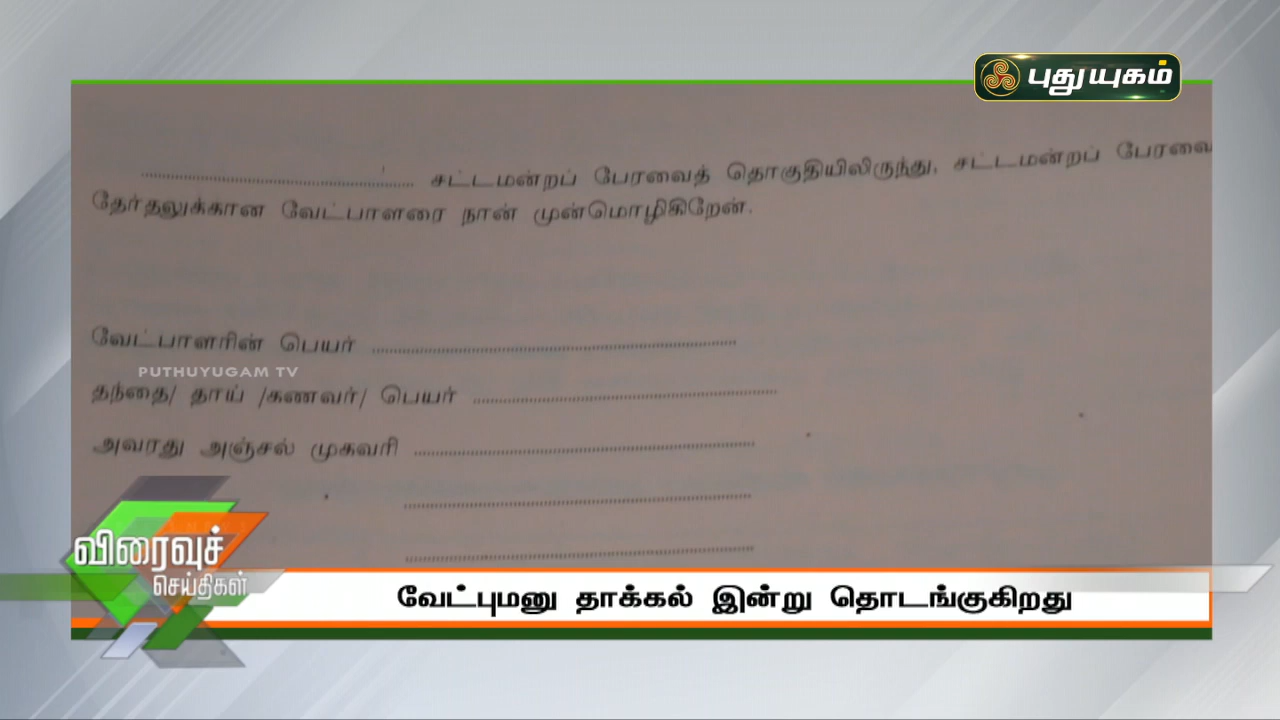 புதுயுகம்
.......................................... சட்டமன்றப் பேரவைத் தொகுதியிலிருந்து, சட்டமன்றப் பேரவை
தேர்தலுக்கான வேட்பாளரை நான் முன்மொழிகிறேன்.
வேட்பாளரின் பெயர் ..........................................
PUTHUYUGAM TV
தந்தை/ தாய் /கணவர்/ பெயர் ..........................................
அவரது அஞ்சல் முகவரி ..........................................
விரைவுச்
செய்திகள்
வேட்புமனு தாக்கல் இன்று தொடங்குகிறது